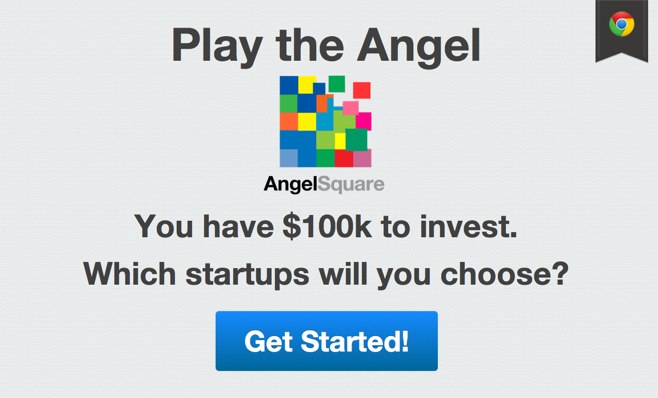 Play the Angel
AngelSquare
You have $100k to invest.
Which startups will you choose?
Get Started!